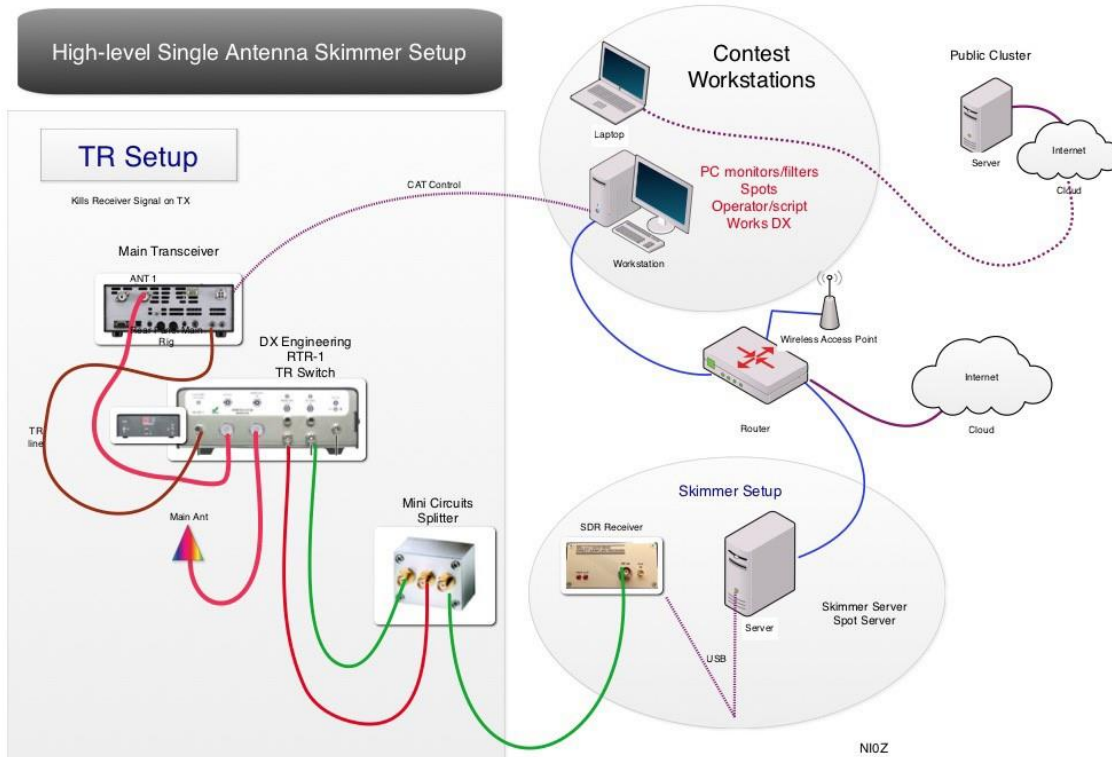 High-level Single Antenna Skimmer Setup
TR Setup
Kills Receiver Signal on TX
CAT Control
Main Transceiver
ANT 1
Rear Panel Main
Rig
DX Engineering
RTR-1
TR Switch
TR
line
Main Ant
Mini Circuits
Splitter
Contest
Workstations
Laptop
PC monitors/filters
Spots
Operator/script
Works DX
Workstation
Public Cluster
Server
Internet
Cloud
Wireless Access Point
Router
Internet
Cloud
Skimmer Setup
SDR Receiver
Server
Skimmer Server
Spot Server
USB
NI0Z